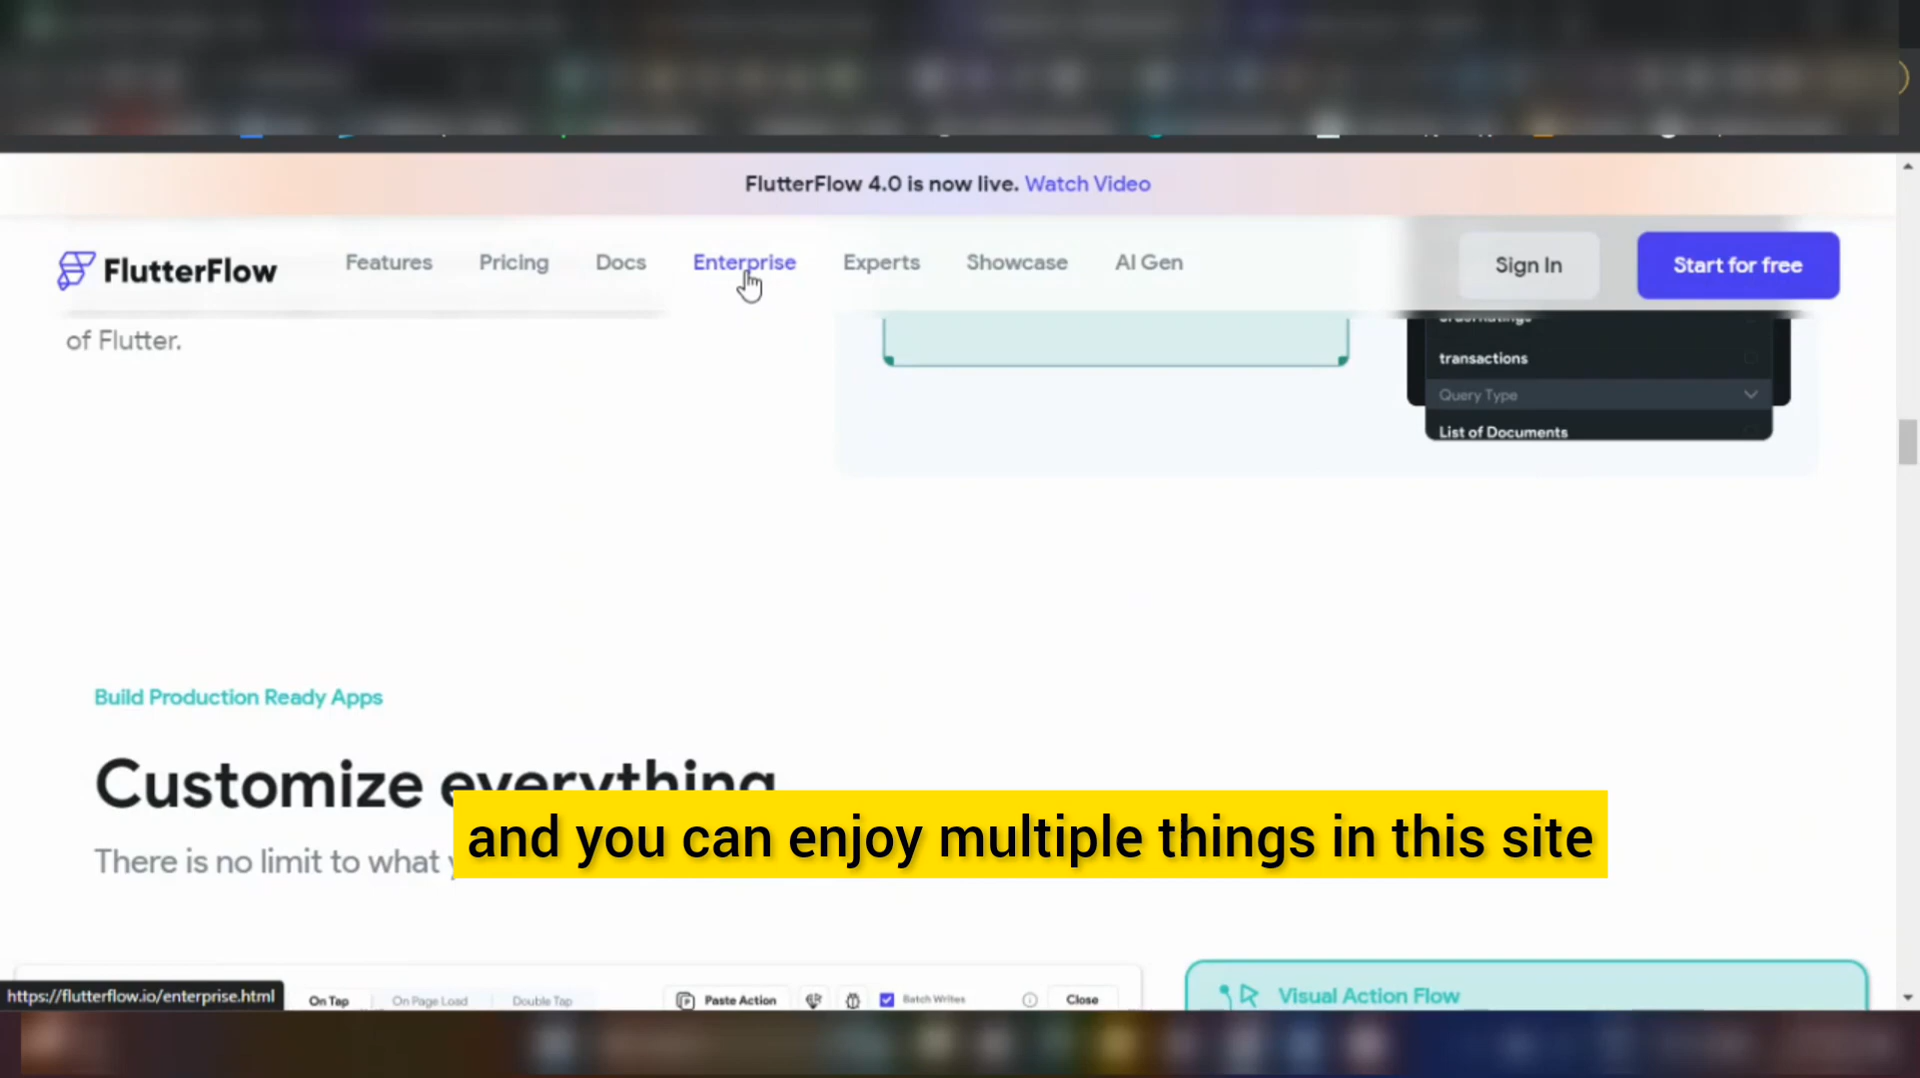 FlutterFlow 4.0 is now live. Watch Video
FlutterFlow
Features
Pricing
Docs
Enterprise
Experts
Showcase
AI Gen
Sign In
Start for free
of Flutter.
transactions
Query Type
List of Documents
Build Production Ready Apps
Customize everything
There is no limit to what
and you can enjoy multiple things in this site
https://flutterflow.io/enterprise.html
On Tap
On Page Load
Double Tap
Paste Action
Batch Writes
Close
Visual Action Flow